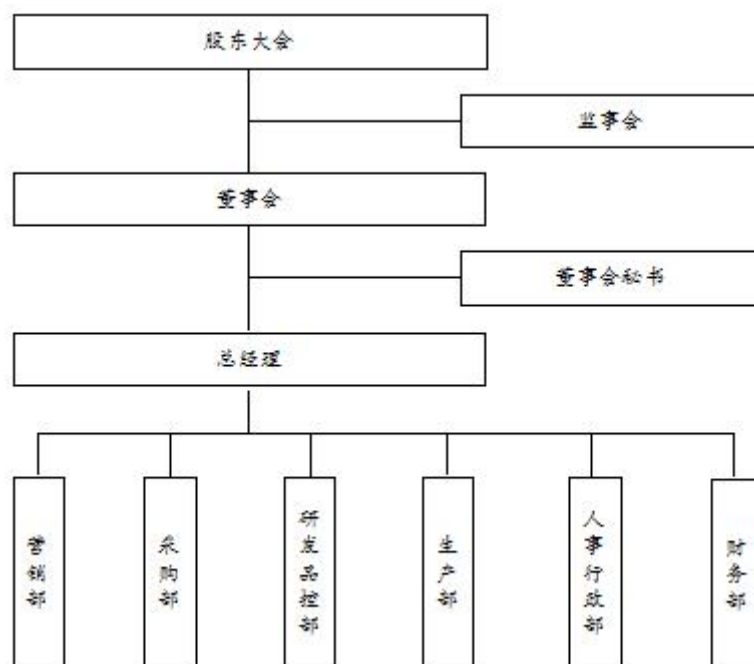 股东大会
监事会
董事会
董事会秘书
总经理
营销部
采购部
研发品控部
生产部
人事行政部
财务部